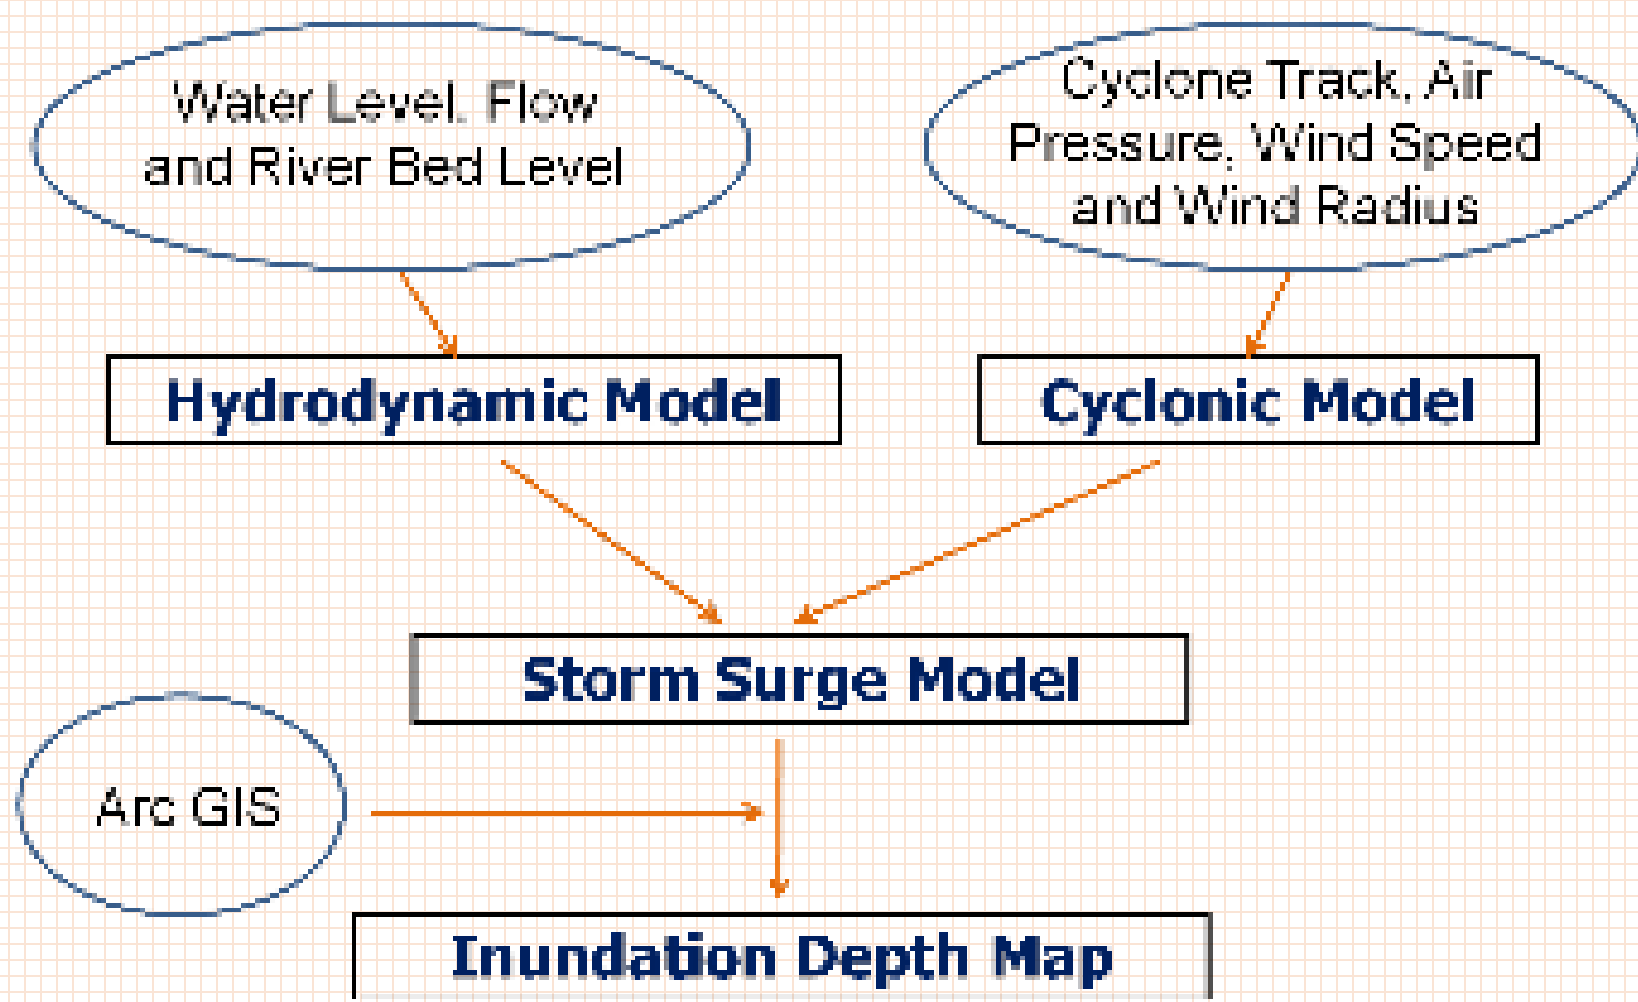 Water Level, Flow
and River Bed Level
Cyclone Track, Air
Pressure, Wind Speed
and Wind Radius
Hydrodynamic Model
Cyclonic Model
Storm Surge Model
Arc GIS
Inundation Depth Map